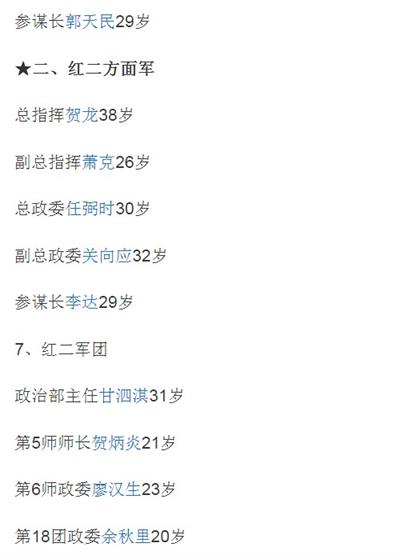 参谋长郭天民29岁
★二、红二方面军
总指挥贺龙38岁
副总指挥萧克26岁
总政委任弼时30岁
副总政委关向应32岁
参谋长李达29岁
7、红二军团
政治部主任甘泗淇31岁
第5师师长贺炳炎21岁
第6师政委廖汉生23岁
第18团政委余秋里20岁